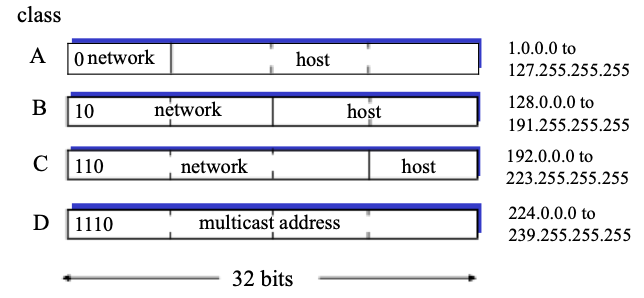 class
A 0 network host 1.0.0.0 to
127.255.255.255
B 10 network host 128.0.0.0 to
191.255.255.255
C 110 network host 192.0.0.0 to
223.255.255.255
D 1110 multicast address 224.0.0.0 to
239.255.255.255
32 bits